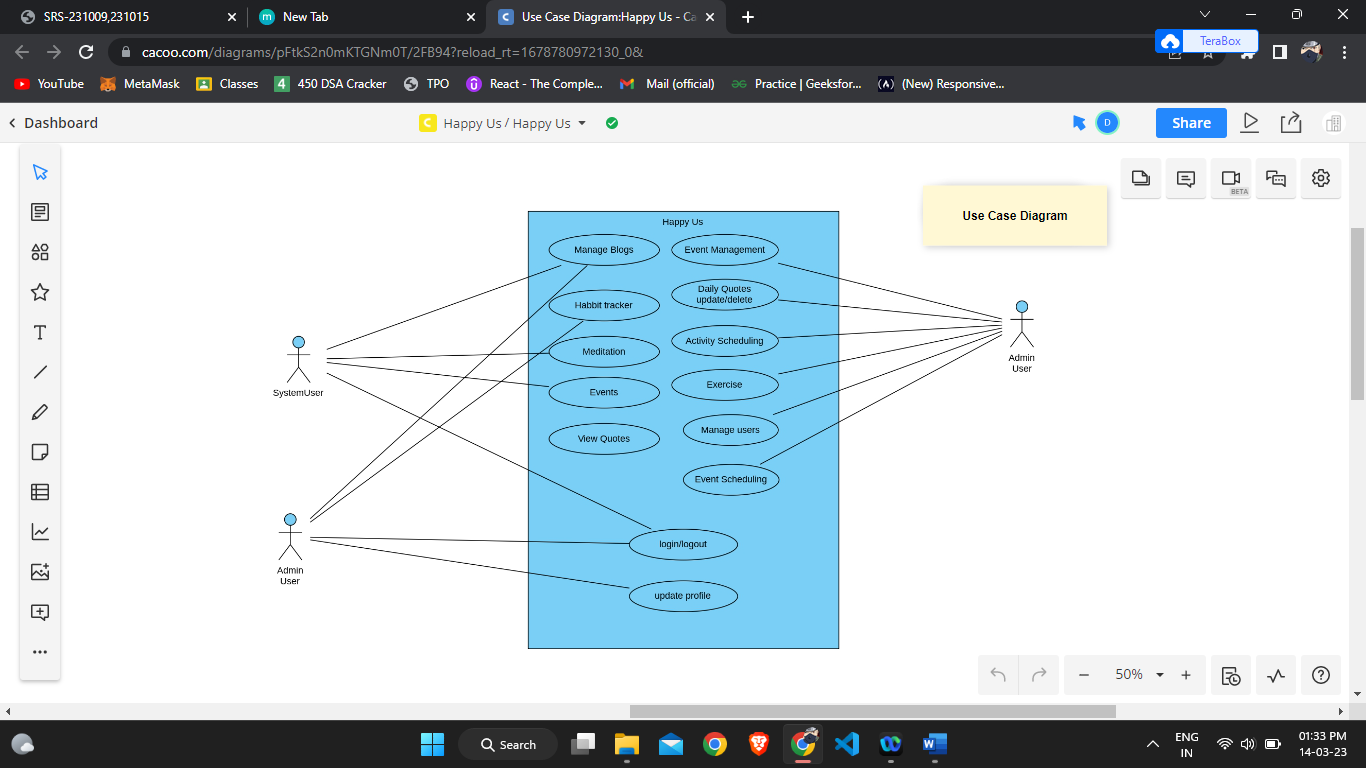 SRS-231009,231015
New Tab
Use Case Diagram:Happy Us - Ca
cacoo.com/diagrams/pFtkS2n0mKTGNm0T/2FB94?reload_rt=1678780972130_0&
TeraBox
YouTube
MetaMask
Classes
4
450 DSA Cracker
TPO
React - The Comple...
Mail (official)
Practice | Geeksfor...
(New) Responsive...
Dashboard
Happy Us / Happy Us
D
Share
BETA
Use Case Diagram
Happy Us
Manage Blogs
Event Management
Daily Quotes
update/delete
Habbit tracker
Activity Scheduling
Meditation
Exercise
Events
Manage users
View Quotes
Event Scheduling
login/logout
update profile
SystemUser
Admin
User
Admin
User
50%
Search
ENG
IN
01:33 PM
14-03-23